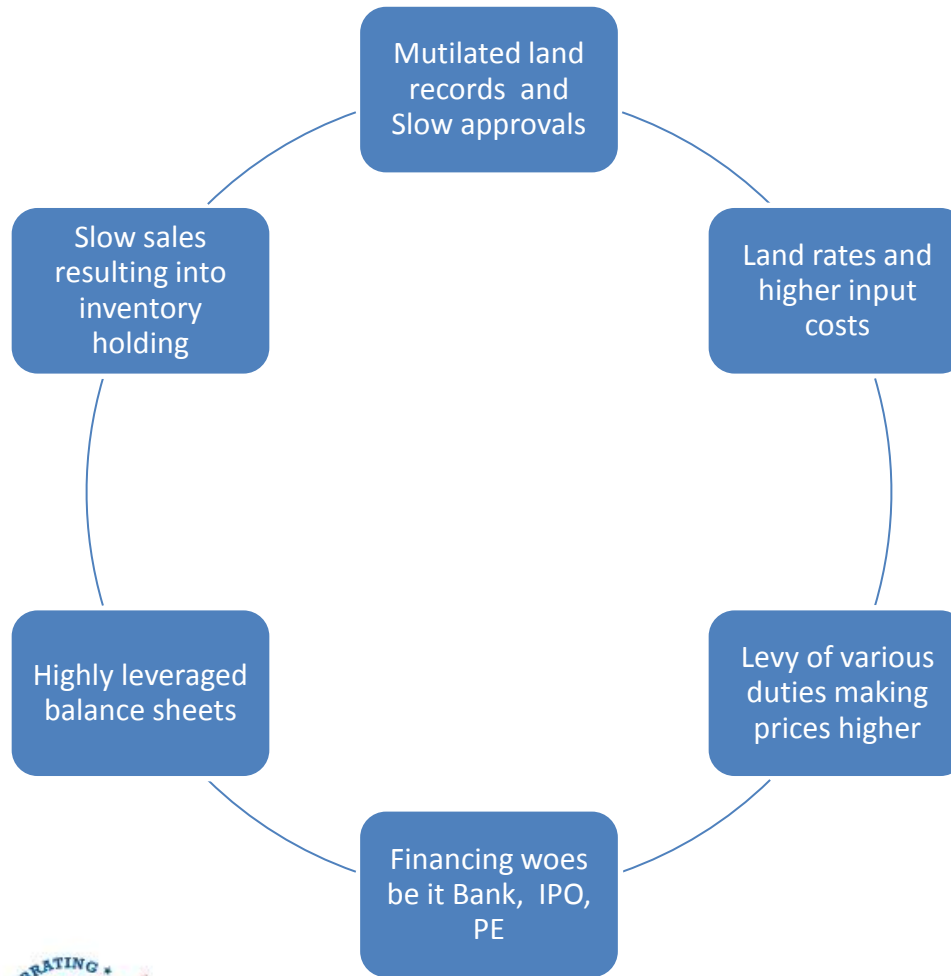 Mutilated land
records and
Slow approvals
Land rates and
higher input
costs
Levy of various
duties making
prices higher
Financing woes
be it Bank, IPO,
PE
Highly leveraged
balance sheets
Slow sales
resulting into
inventory
holding